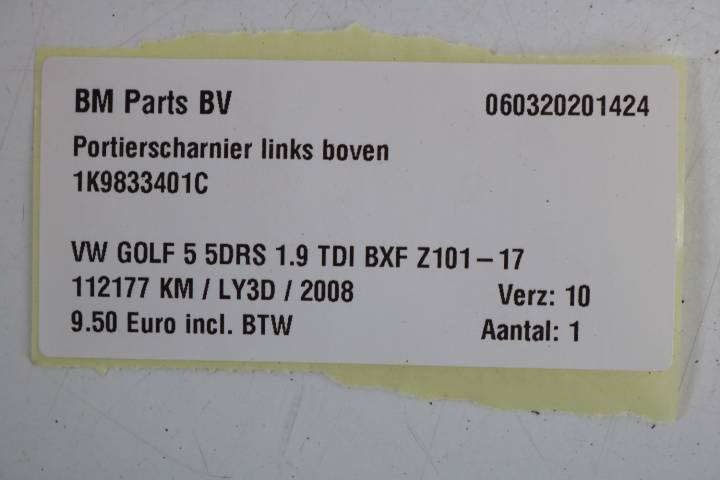 BM Parts BV 060320201424
Portierscharnier links boven
1K9833401C
VW GOLF 5 5DRS 1.9 TDI BXF Z101-17
112177 KM / LY3D / 2008 Verz: 10
9.50 Euro incl. BTW Aantal: 1